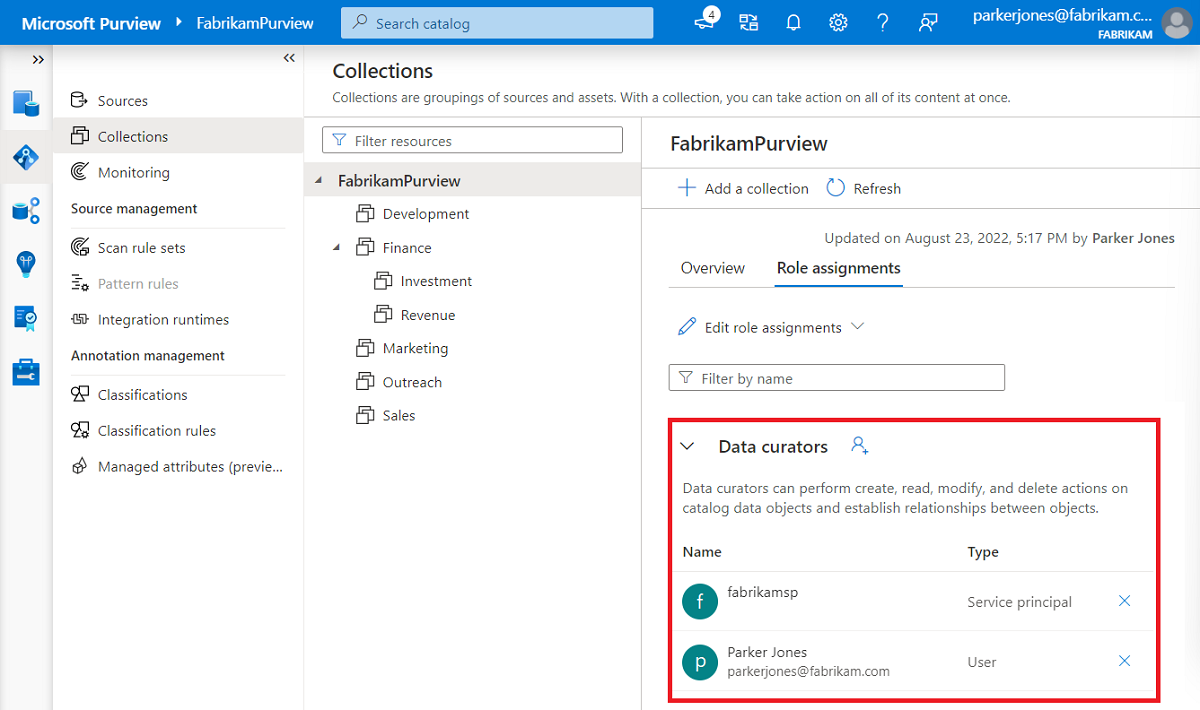 Microsoft Purview
FabrikamPurview
Search catalog
4
parkerjones@fabrikam.c...
FABRIKAM
Sources
Collections
Monitoring
Source management
Scan rule sets
Pattern rules
Integration runtimes
Annotation management
Classifications
Classification rules
Managed attributes (previe...
Collections
Collections are groupings of sources and assets. With a collection, you can take action on all of its content at once.
Filter resources
FabrikamPurview
Development
Finance
Investment
Revenue
Marketing
Outreach
Sales
FabrikamPurview
Add a collection
Refresh
Updated on August 23, 2022, 5:17 PM by Parker Jones
Overview
Role assignments
Edit role assignments
Filter by name
Data curators
Data curators can perform create, read, modify, and delete actions on
catalog data objects and establish relationships between objects.
Name Type
f
fabrikamsp
Service principal
p
Parker Jones
parkerjones@fabrikam.com
User